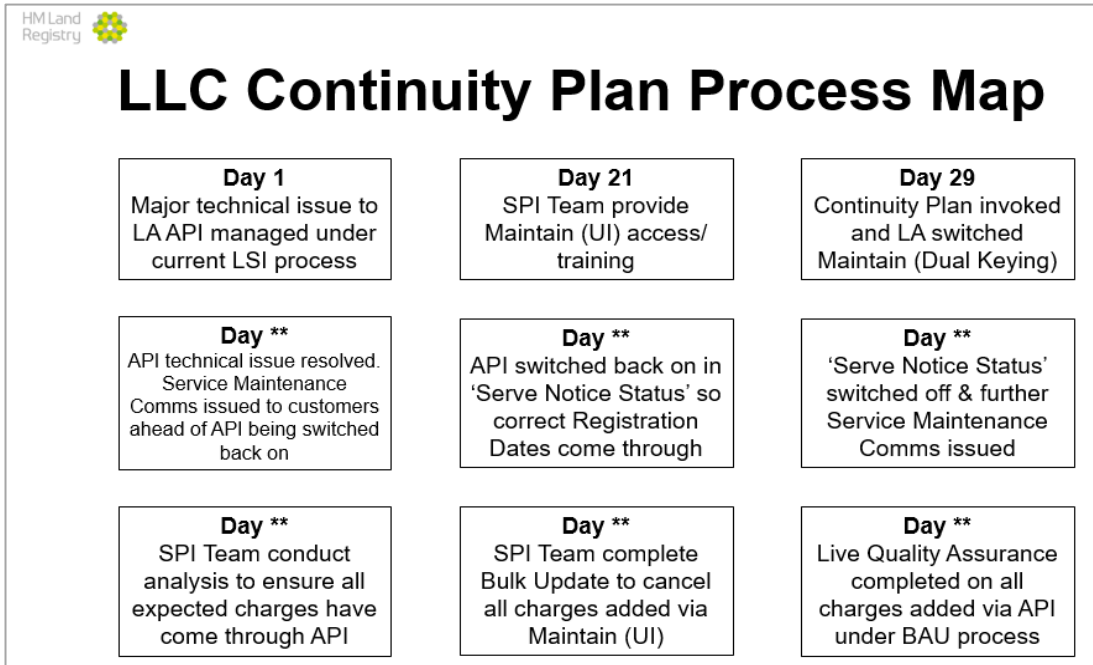 HM Land
Registry
LLC Continuity Plan Process Map
Day 1
Major technical issue to
LA API managed under
current LSI process
Day 21
SPI Team provide
Maintain (UI) access/
training
Day 29
Continuity Plan invoked
and LA switched
Maintain (Dual Keying)
Day **
API technical issue resolved.
Service Maintenance
Comms issued to customers
ahead of API being switched
back on
Day **
API switched back on in
‘Serve Notice Status’ so
correct Registration
Dates come through
Day **
‘Serve Notice Status’
switched off & further
Service Maintenance
Comms issued
Day **
SPI Team conduct
analysis to ensure all
expected charges have
come through API
Day **
SPI Team complete
Bulk Update to cancel
all charges added via
Maintain (UI)
Day **
Live Quality Assurance
completed on all
charges added via API
under BAU process